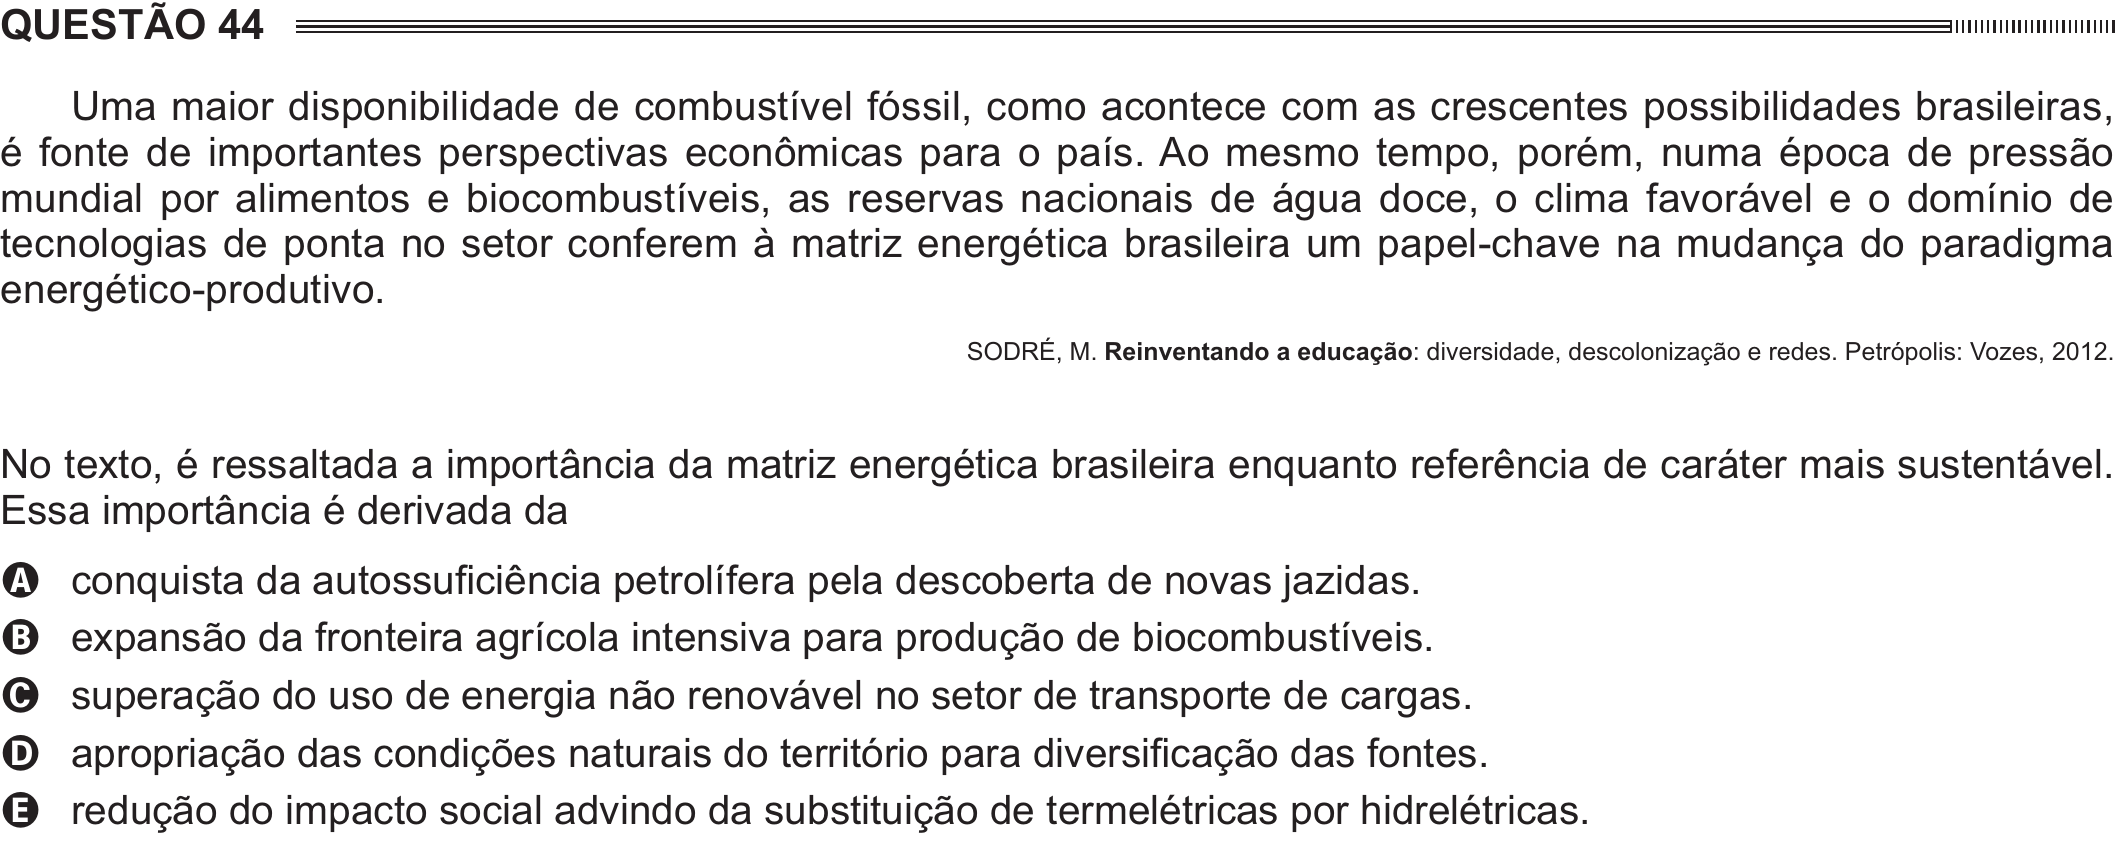 QUESTÃO 44
Uma maior disponibilidade de combustível fóssil, como acontece com as crescentes possibilidades brasileiras,
é fonte de importantes perspectivas econômicas para o país. Ao mesmo tempo, porém, numa época de pressão
mundial por alimentos e biocombustíveis, as reservas nacionais de água doce, o clima favorável e o domínio de
tecnologias de ponta no setor conferem à matriz energética brasileira um papel-chave na mudança do paradigma
energético-produtivo.
SODRÉ, M. Reinventando a educação: diversidade, descolonização e redes. Petrópolis: Vozes, 2012.
No texto, é ressaltada a importância da matriz energética brasileira enquanto referência de caráter mais sustentável.
Essa importância é derivada da
A conquista da autossuficiência petrolífera pela descoberta de novas jazidas.
B expansão da fronteira agrícola intensiva para produção de biocombustíveis.
C superação do uso de energia não renovável no setor de transporte de cargas.
D apropriação das condições naturais do território para diversificação das fontes.
E redução do impacto social advindo da substituição de termelétricas por hidrelétricas.